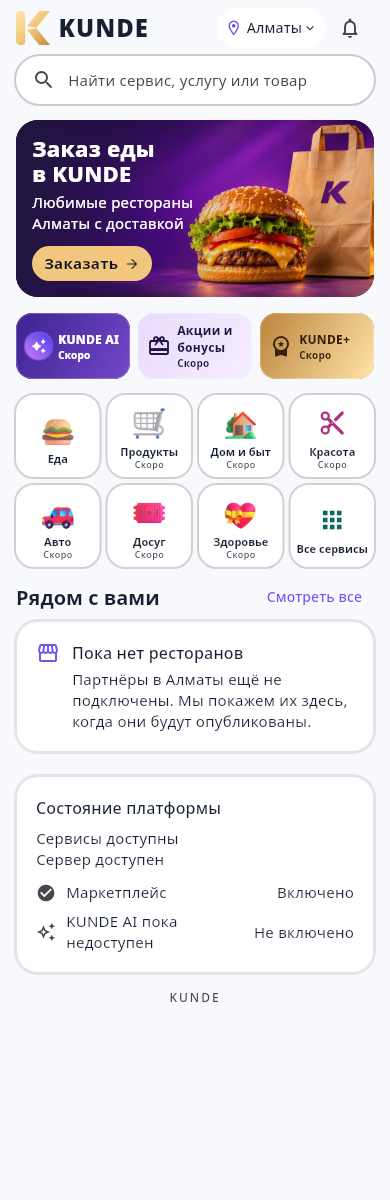 KUNDE
Алматы
Найти сервис, услугу или товар
Заказ еды
в KUNDE
Любимые рестораны
Алматы с доставкой
Заказать →
K
KUNDE AI
Скоро
Акции и
бонусы
Скоро
KUNDE+
Скоро
Еда
Продукты
Скоро
Дом и быт
Скоро
Красота
Скоро
Авто
Скоро
Досуг
Скоро
Здоровье
Скоро
Все сервисы
Рядом с вами
Смотреть все
Пока нет ресторанов
Партнёры в Алматы ещё не
подключены. Мы покажем их здесь,
когда они будут опубликованы.
Состояние платформы
Сервисы доступны
Сервер доступен
Маркетплейс
Включено
KUNDE AI пока
недоступен
Не включено
KUNDE